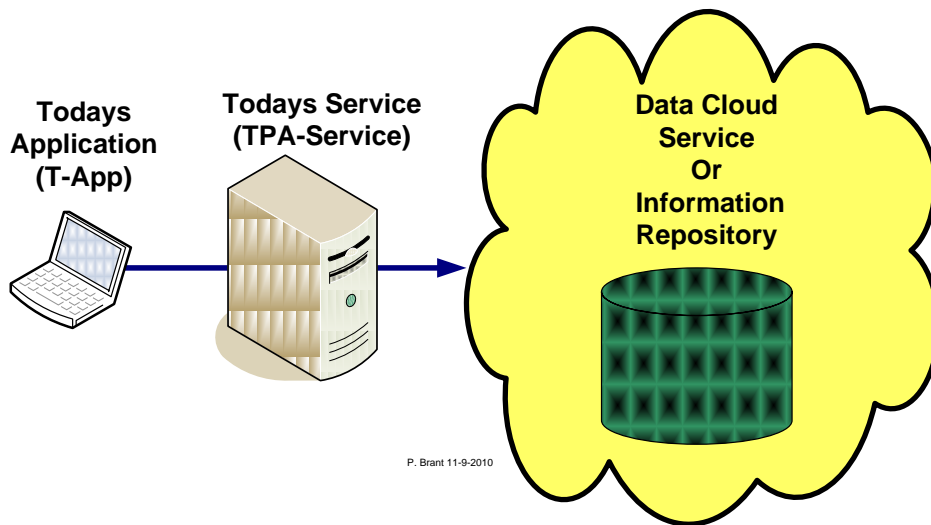 Todays
Application
(T-App)
Todays Service
(TPA-Service)
Data Cloud
Service
Or
Information
Repository
P. Brant 11-9-2010